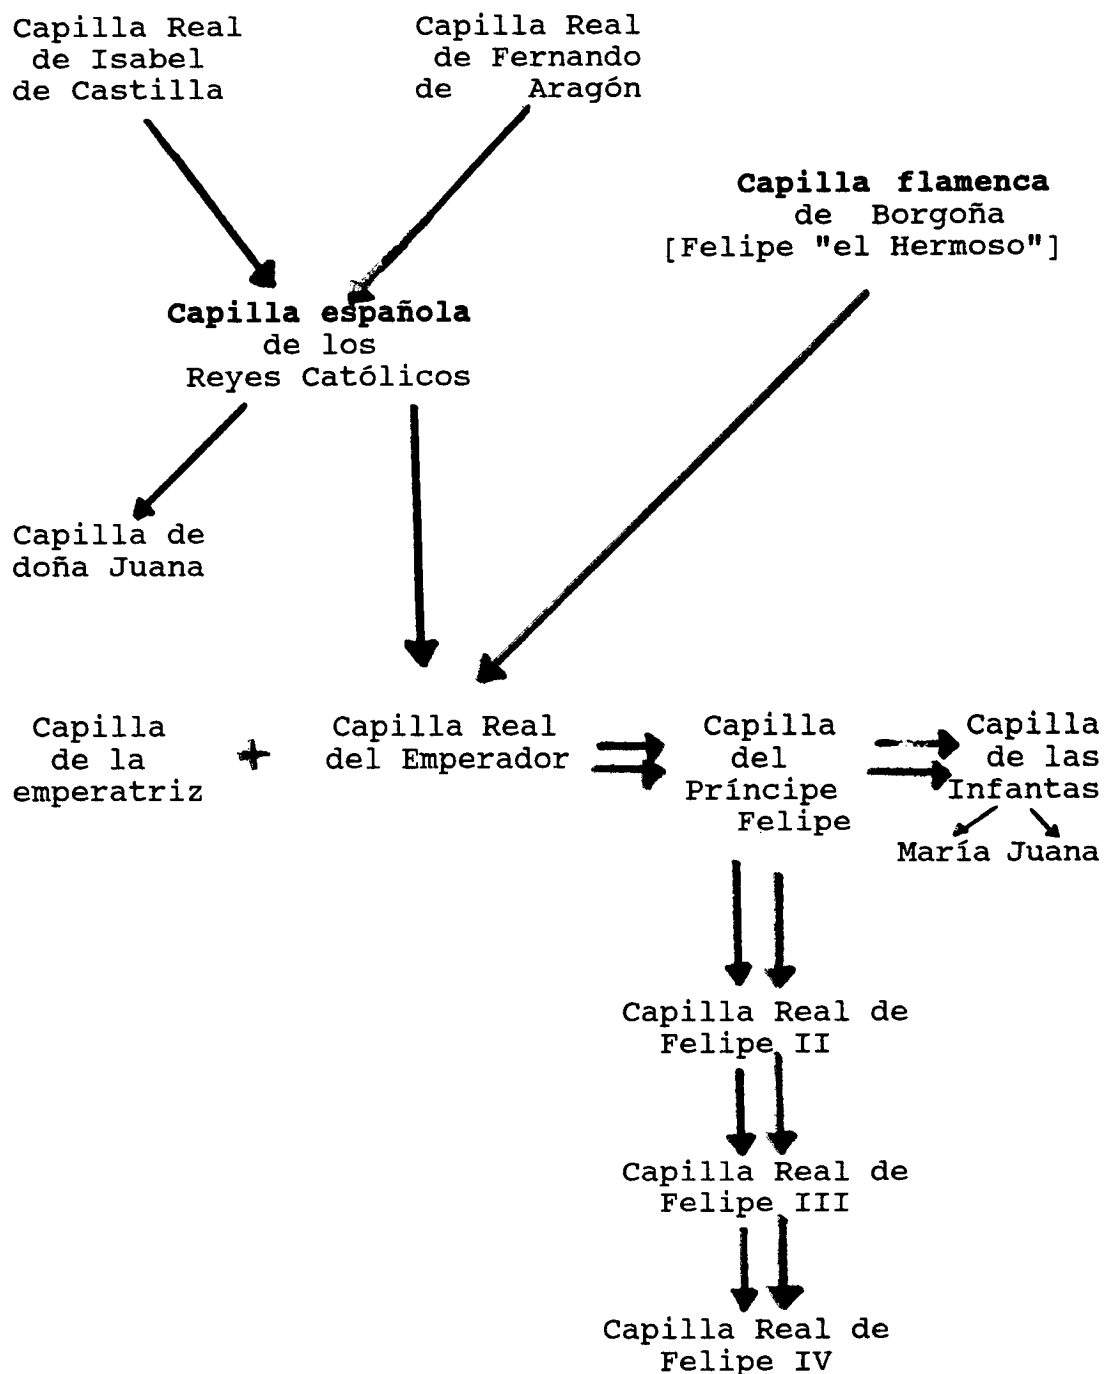 Capilla Real
de Isabel
de Castilla
Capilla Real
de Fernando
de Aragón
Capilla flamenca
de Borgoña
[Felipe "el Hermoso"]
Capilla española
de los
Reyes Católicos
Capilla de
doña Juana
Capilla
de la
emperatriz
+
Capilla Real
del Emperador
Capilla
del
Príncipe
Felipe
Capilla
de las
Infantas
María Juana
Capilla Real de
Felipe II
Capilla Real de
Felipe III
Capilla Real de
Felipe IV